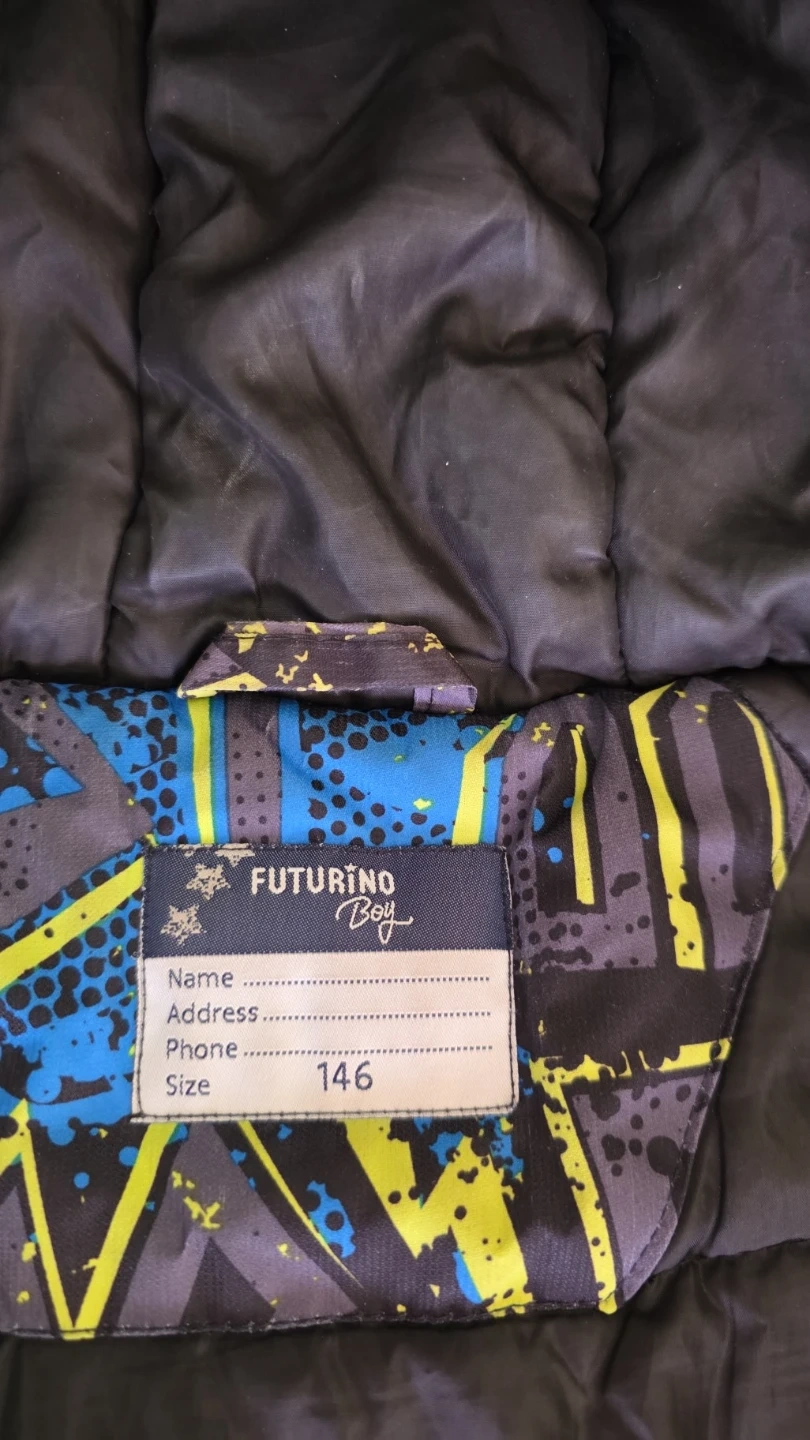 FUTURINO
Boy
Name ........................................
Address ........................................
Phone ........................................
Size 146